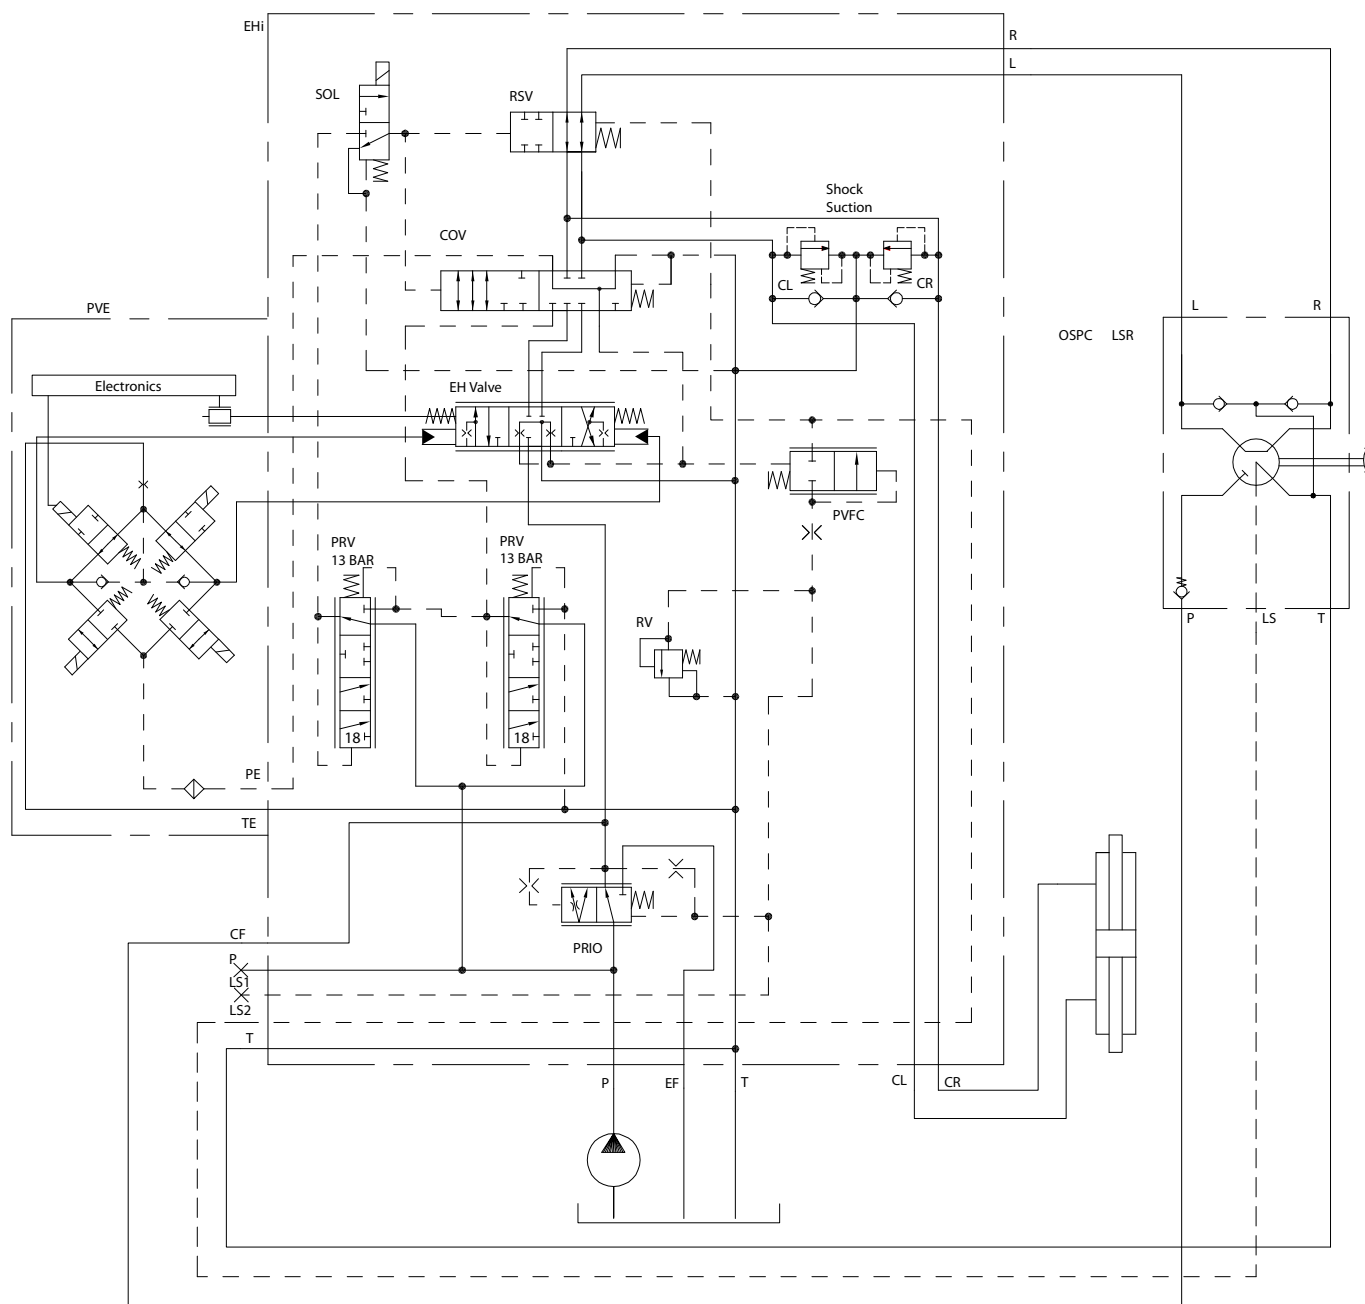 EHi
R
L
SOL
RSV
Shock
Suction
COV
CL
CR
PVE
L
R
OSPC LSR
Electronics
EH Valve
PVFC
PRV
13 BAR
PRV
13 BAR
RV
P
LS
T
18
18
PE
TE
CF
PRIO
P
LS1
LS2
T
P
EF
T
CL
CR